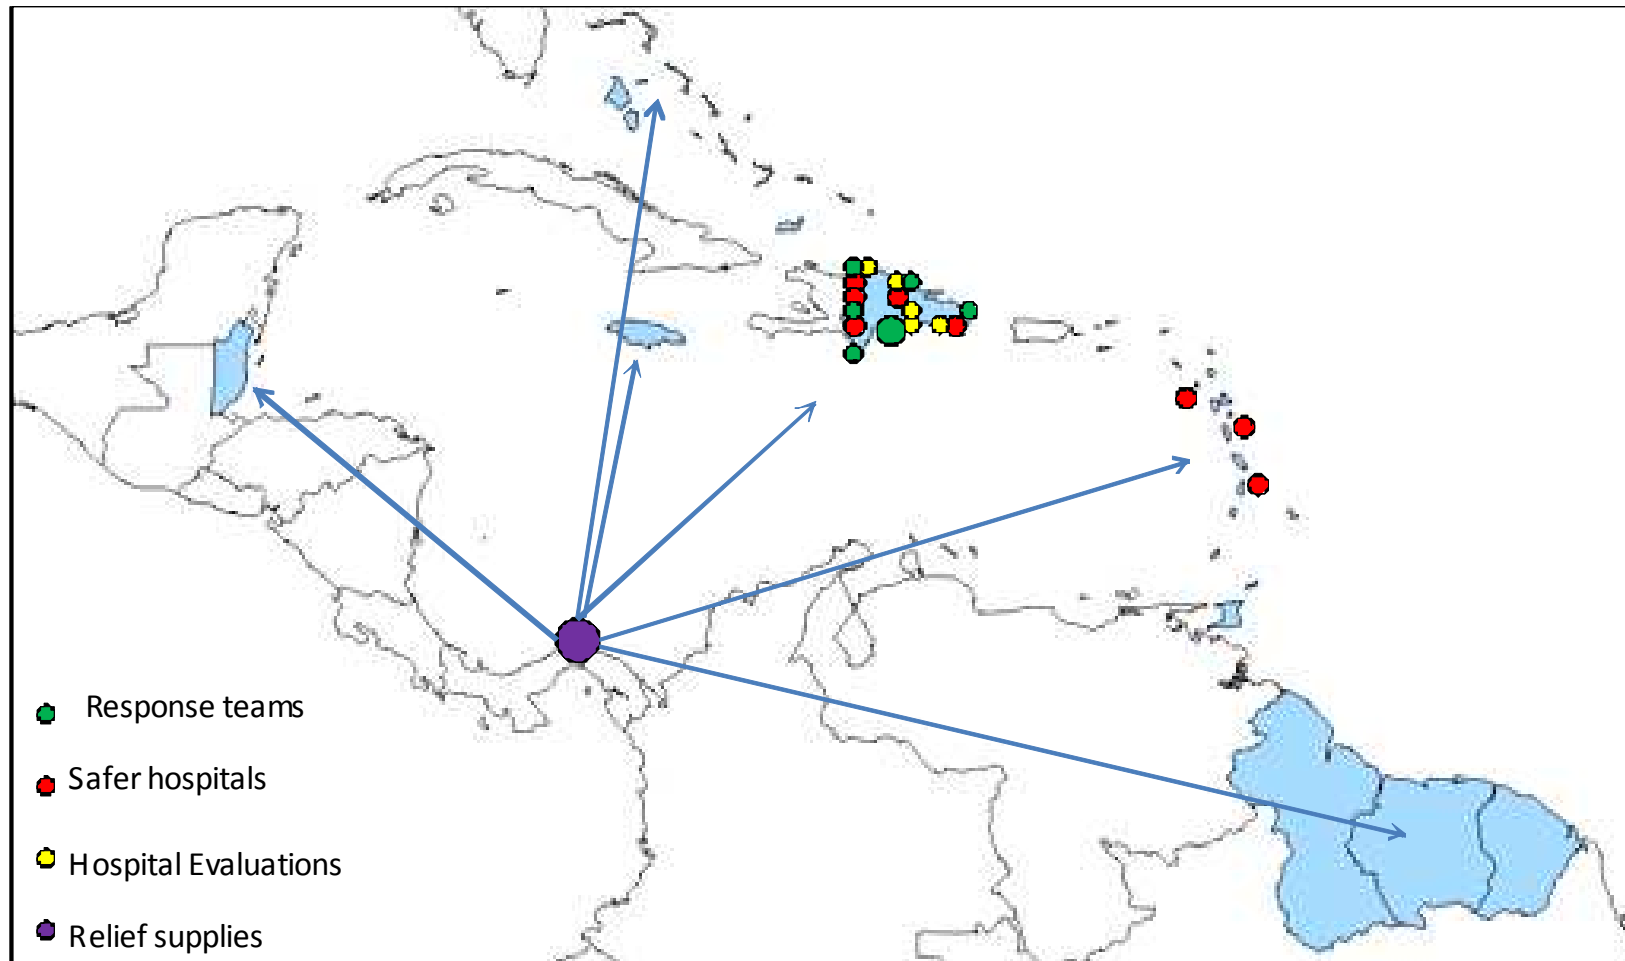 Response teams
Safer hospitals
Hospital Evaluations
Relief supplies